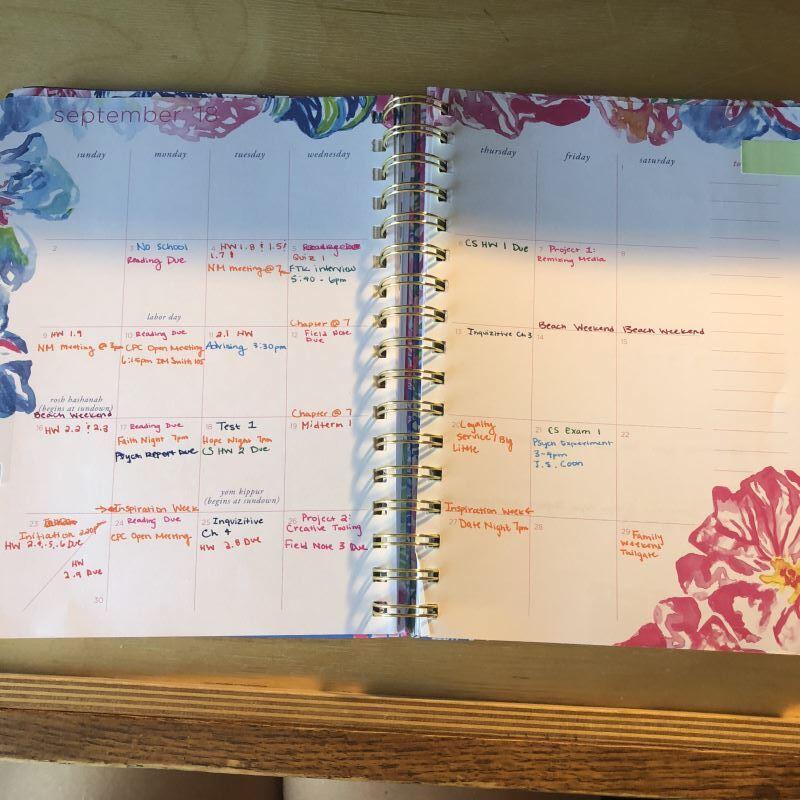 september '18
sunday
monday
tuesday
wednesday
thursday
friday
saturday
2
3 No School
Reading Due
labor day
4 HW 1.8 & 1.5/
1.7
NM meeting @
5
Quiz 1
FTK interview
5:40 - 6pm
6 CS HW 1 Due
7 Project 1:
Remixing Media
8
9 HW 1.9
NM Meeting @
rosh hashanah
(begins at sundown)
10 Reading Due
CPC Open Meeting
6:15pm DM Smith 105
11 2.1 HW
Advising 3:30pm
Chapter @ 7
12 Field Note
Due
13 Inquizitive Ch 3
Beach Weekend
14
Beach Weekend
15
Beach Weekend
16 HW 2.2 & 2.3
17 Reading Due
Faith Night 7pm
Psych Report Due
18 Test 1
Hope Night 7pm
CS HW 2 Due
yom kippur
(begins at sundown)
Chapter @ 7
19 Midterm 1
20 Loyalty
Service / Big
Little
21 CS Exam 1
Psych Experiment
3-4pm
J.S. Coon
22
23
Initiation
HW 2.4,.5,.6 Due
HW
2.9 Due
30
Inspiration Week
24 Reading Due
CPC Open Meeting
25 Inquizitive
Ch. 4
HW 2.8 Due
26 Project 2:
Creative Tooling
Field Note 3 Due
Inspiration Week
27 Date Night 7pm
28
29 Family
Weekend
Tailgate